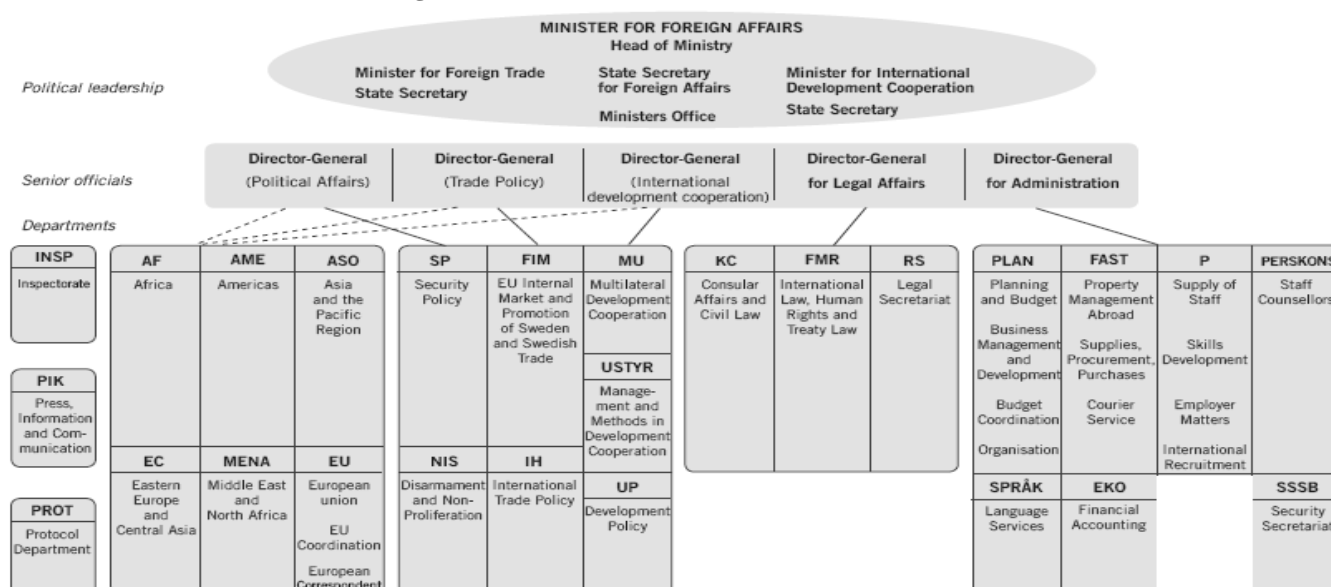 MINISTER FOR FOREIGN AFFAIRS
Head of Ministry
Minister for Foreign Trade
State Secretary
State Secretary
for Foreign Affairs
Ministers Office
Minister for International
Development Cooperation
State Secretary
Political leadership
Senior officials
Director-General
(Political Affairs)
Director-General
(Trade Policy)
Director-General
(International
development cooperation)
Director-General
for Legal Affairs
Director-General
for Administration
Departments
INSP
Inspectorate
PIK
Press,
Information
and Com-
munication
PROT
Protocol
Department
AF
Africa
AME
Americas
ASO
Asia
and the
Pacific
Region
EC
Eastern
Europe
and
Central Asia
MENA
Middle East
and
North Africa
EU
European
union
EU
Coordination
European
Correspondent
SP
Security
Policy
FIM
EU Internal
Market and
Promotion
of Sweden
and Swedish
Trade
MU
Multilateral
Development
Cooperation
USTYR
Manage-
ment and
Methods in
Development
Cooperation
NIS
Disarmament
and Non-
Proliferation
IH
International
Trade Policy
UP
Development
Policy
KC
Consular
Affairs and
Civil Law
FMR
International
Law, Human
Rights and
Treaty Law
RS
Legal
Secretariat
PLAN
Planning
and Budget
Business
Management
and
Development
Budget
Coordination
Organisation
FAST
Property
Management
Abroad
Supplies,
Procurement,
Purchases
Courier
Service
P
Supply of
Staff
Skills
Development
Employer
Matters
International
Recruitment
PERSKONS
Staff
Counsellors
SPRÅK
Language
Services
EKO
Financial
Accounting
SSSB
Security
Secretariat